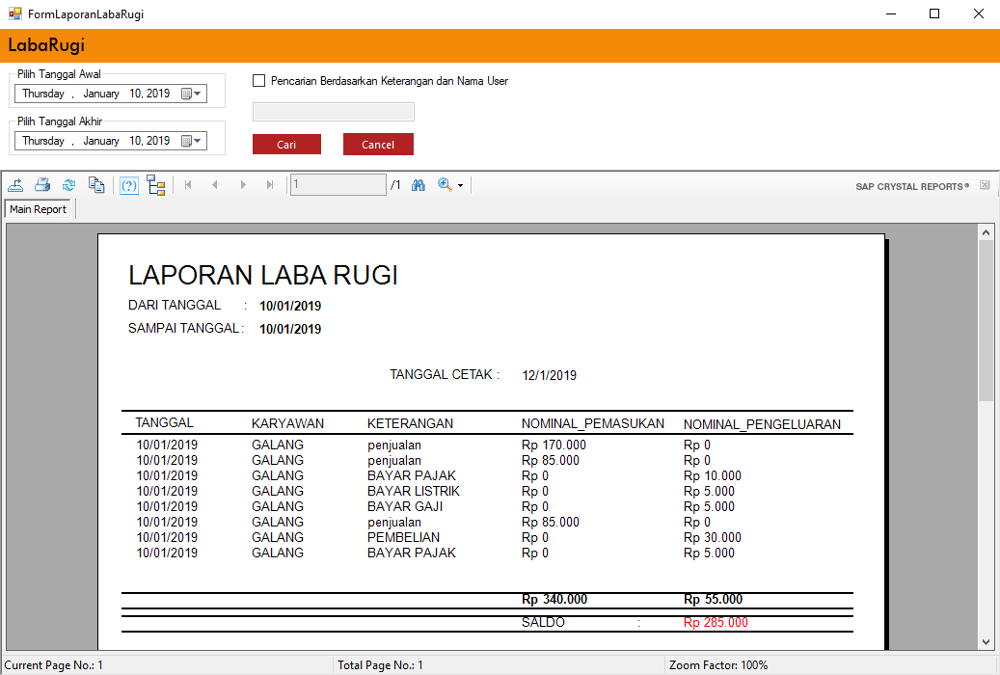 FormLaporanLabaRugi
LabaRugi
Pilih Tanggal Awal
Thursday , January 10, 2019
Pencarian Berdasarkan Keterangan dan Nama User
Pilih Tanggal Akhir
Thursday , January 10, 2019
Cari Cancel
1 /1 SAP CRYSTAL REPORTS®
Main Report
LAPORAN LABA RUGI
DARI TANGGAL : 10/01/2019
SAMPAI TANGGAL : 10/01/2019
TANGGAL CETAK : 12/1/2019
TANGGAL KARYAWAN KETERANGAN NOMINAL_PEMASUKAN NOMINAL_PENGELUARAN
10/01/2019 GALANG penjualan Rp 170.000 Rp 0
10/01/2019 GALANG penjualan Rp 85.000 Rp 0
10/01/2019 GALANG BAYAR PAJAK Rp 0 Rp 10.000
10/01/2019 GALANG BAYAR LISTRIK Rp 0 Rp 5.000
10/01/2019 GALANG BAYAR GAJI Rp 0 Rp 5.000
10/01/2019 GALANG penjualan Rp 85.000 Rp 0
10/01/2019 GALANG PEMBELIAN Rp 0 Rp 30.000
10/01/2019 GALANG BAYAR PAJAK Rp 0 Rp 5.000
Rp 340.000 Rp 55.000
SALDO : Rp 285.000
Current Page No.: 1 Total Page No.: 1 Zoom Factor: 100%